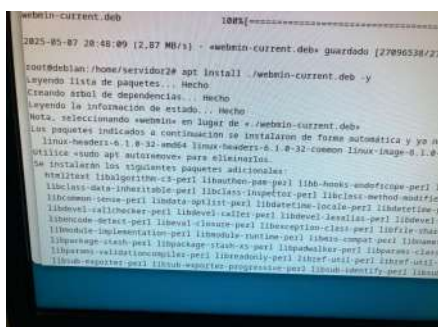 webmin-current.deb 100%[==================
2025-05-07 20:48:09 (2,87 MB/s) - «webmin-current.deb» guardado [27096538/27
root@debian:/home/servidor2# apt install ./webmin-current.deb -y
Leyendo lista de paquetes... Hecho
Creando árbol de dependencias... Hecho
Leyendo la información de estado... Hecho
Nota, seleccionando «webmin» en lugar de «./webmin-current.deb»
Los paquetes indicados a continuación se instalaron de forma automática y ya n
linux-headers-6.1.0-32-amd64 linux-headers-6.1.0-32-common linux-image-6.1.0-
Utilice «sudo apt autoremove» para eliminarlos.
Se instalarán los siguientes paquetes adicionales:
html2text libalgorithm-c3-perl libauthen-pam-perl libb-hooks-endofscope-perl
libclass-data-inheritable-perl libclass-inspector-perl libclass-method-modifie
libcommon-sense-perl libdata-optlist-perl libdatetime-locale-perl libdatetime-
libdevel-callchecker-perl libdevel-caller-perl libdevel-lexalias-perl libdevel
libencode-detect-perl libeval-closure-perl libexception-class-perl libfile-shar
libmodule-implementation-perl libmodule-runtime-perl libmro-compat-perl libname
libpackage-stash-perl libpackage-stash-xs-perl libpadwalker-perl libparams-class
libparams-validationcompiler-perl libreadonly-perl libref-util-perl libref-util-
libsub-exporter-perl libsub-exporter-progressive-perl libsub-identify-perl libsub